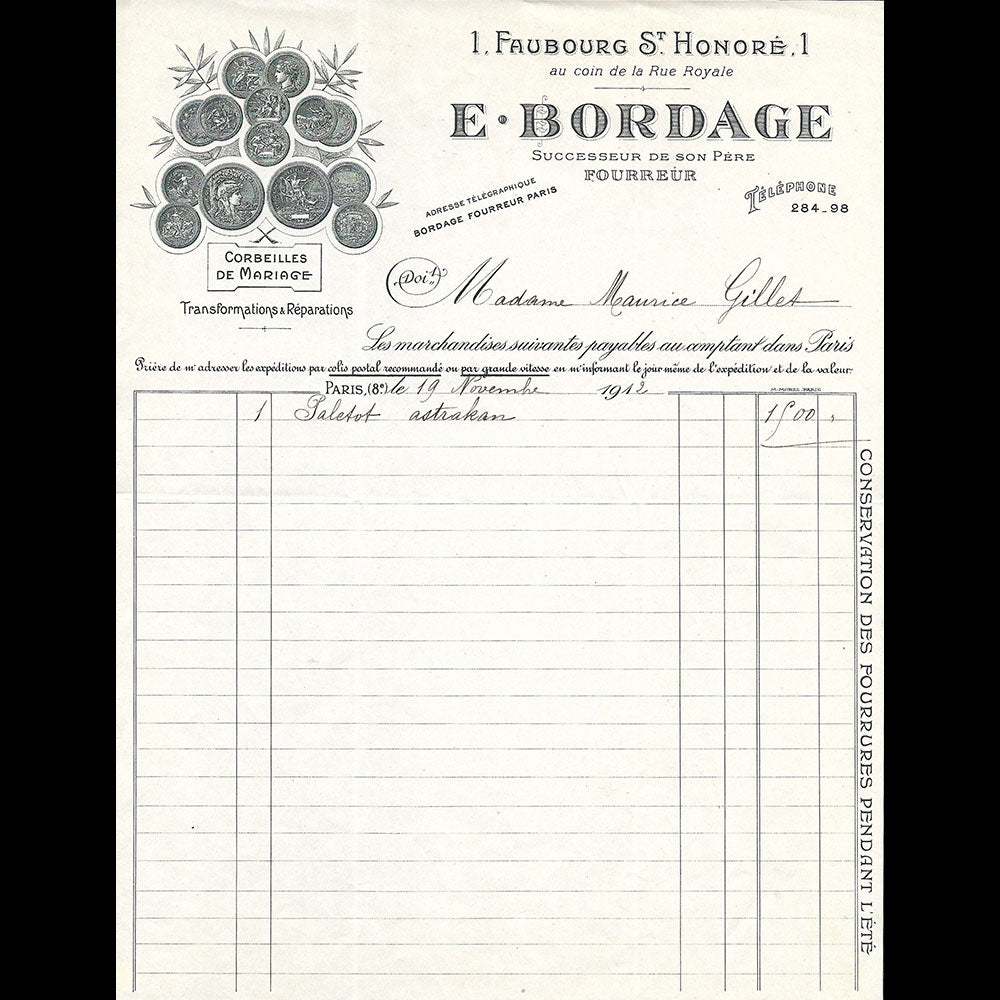 1, FAUBOURG ST. HONORÉ, 1
au coin de la Rue Royale
E. BORDAGE
SUCCESSEUR DE SON PÈRE
FOURREUR
ADRESSE TÉLÉGRAPHIQUE
BORDAGE FOURREUR PARIS
TÉLÉPHONE
284-98
CORBEILLES
DE MARIAGE
Transformations & Réparations
Doit Madame Maurice Gillet
Les marchandises suivantes payables au comptant dans Paris
Prière de m'adresser les expéditions par colis postal recommandé ou par grande vitesse en m'informant le jour même de l'expédition et de la valeur.
PARIS, (8e) le 19 Novembre 1912
1 Paletot astrakan 1500 "
CONSERVATION DES FOURRURES PENDANT L'ÉTÉ